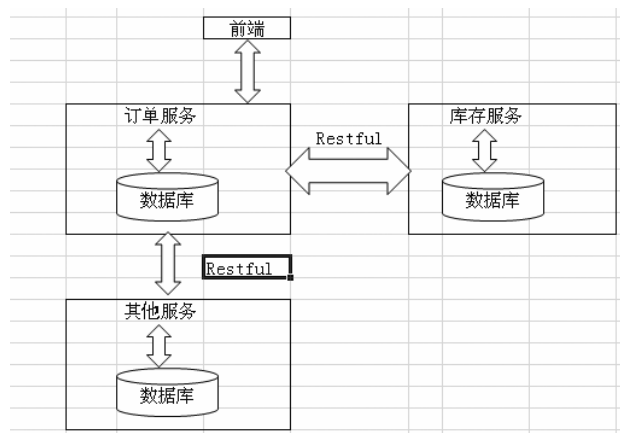 前端
订单服务
数据库
Restful
库存服务
数据库
Restful
其他服务
数据库